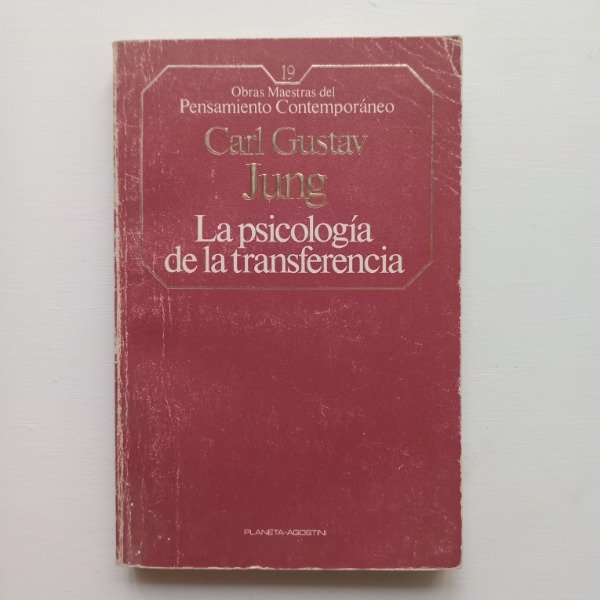 19
Obras Maestras del
Pensamiento Contemporáneo
Carl Gustav
Jung
La psicología
de la transferencia
PLANETA-AGOSTINI